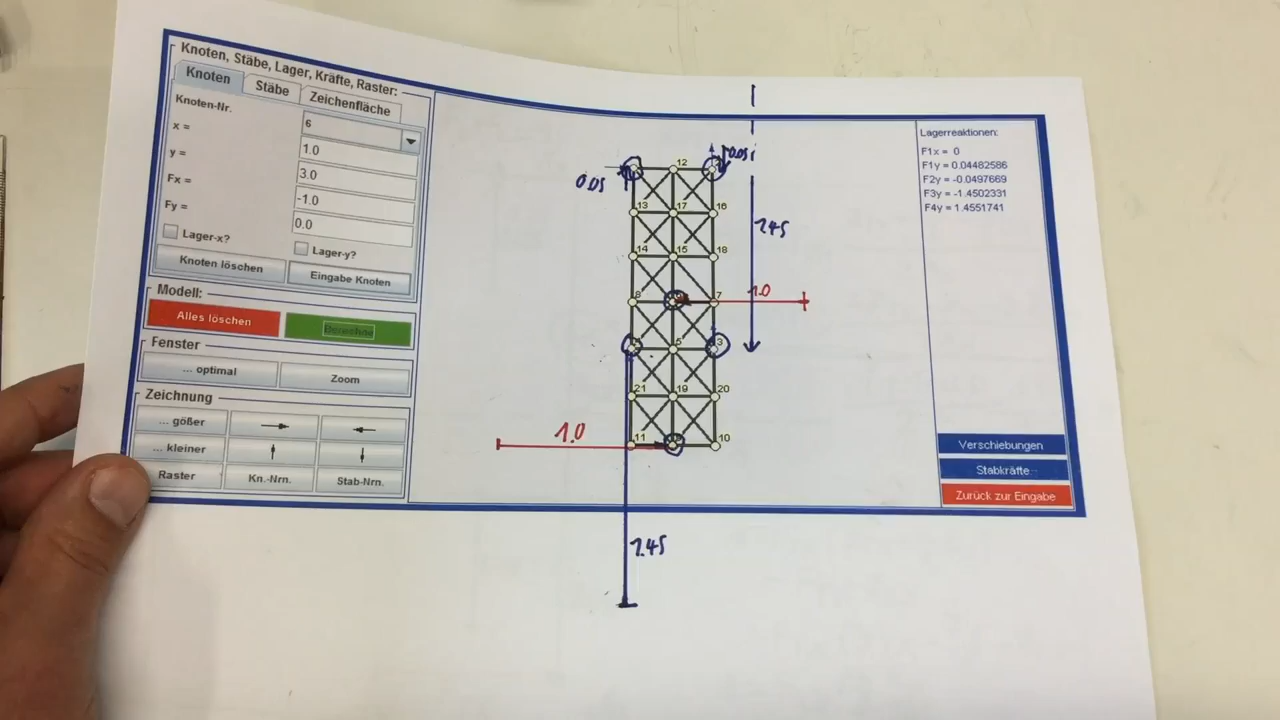 Knoten, Stäbe, Lager, Kräfte, Raster:
Knoten
Stäbe
Zeichenfläche
Knoten-Nr.
6
x =
1.0
y =
3.0
Fx =
-1.0
Fy =
0.0
Lager-x?
Lager-y?
Knoten löschen
Eingabe Knoten
Modell:
Alles löschen
Berechne
Fenster
... optimal
Zoom
Zeichnung
... gößer
... kleiner
Raster
Kn.-Nrn.
Stab-Nrn.
0.05
12
0.05
13
17
16
14
15
18
1.45
8
7
1.0
5
3
21
19
20
1.0
11
10
1.45
Lagerreaktionen:
F1x = 0
F1y = 0.04482586
F2y = -0.0497669
F3y = -1.4502331
F4y = 1.4551741
Verschiebungen
Stabkräfte
Zurück zur Eingabe